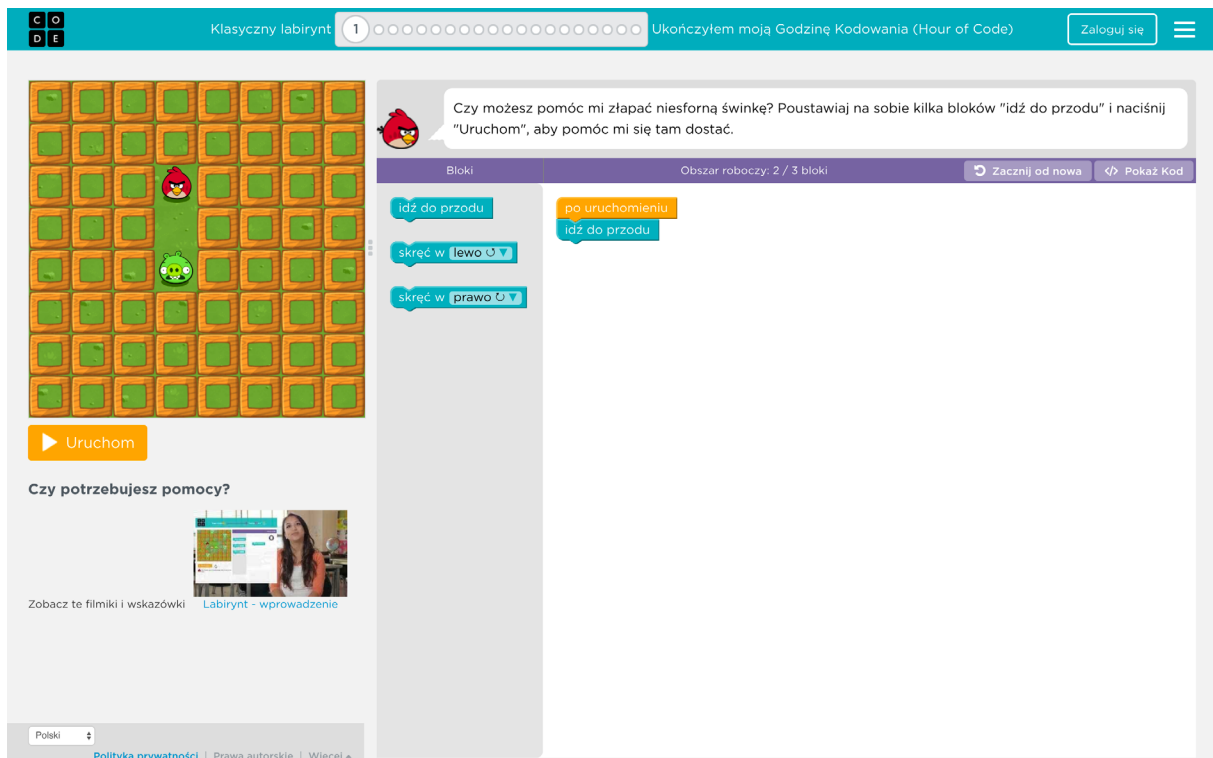 C O
D E
Klasyczny labirynt
1
Ukończyłem moją Godzinę Kodowania (Hour of Code)
Zaloguj się
Czy możesz pomóc mi złapać niesforną świnkę? Poustawiaj na sobie kilka bloków "idź do przodu" i naciśnij
"Uruchom", aby pomóc mi się tam dostać.
Bloki
Obszar roboczy: 2 / 3 bloki
Zacznij od nowa
</> Pokaż Kod
idź do przodu
skręć w lewo
skręć w prawo
po uruchomieniu
idź do przodu
Uruchom
Czy potrzebujesz pomocy?
Zobacz te filmiki i wskazówki
Labirynt - wprowadzenie
Polski
Polityka prywatności | Prawa autorskie | Więcej